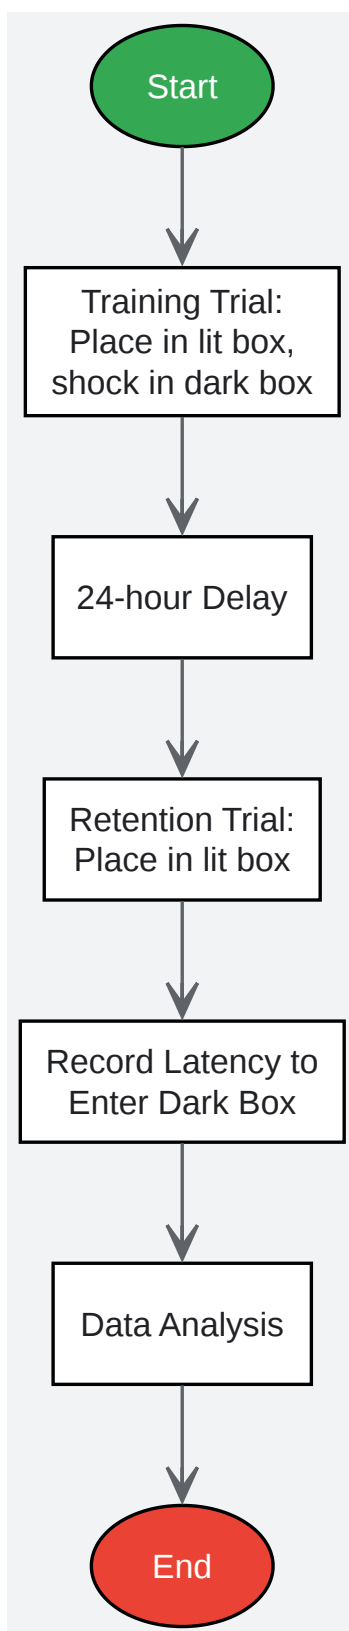 Start
Training Trial:
Place in lit box,
shock in dark box
24-hour Delay
Retention Trial:
Place in lit box
Record Latency to
Enter Dark Box
Data Analysis
End